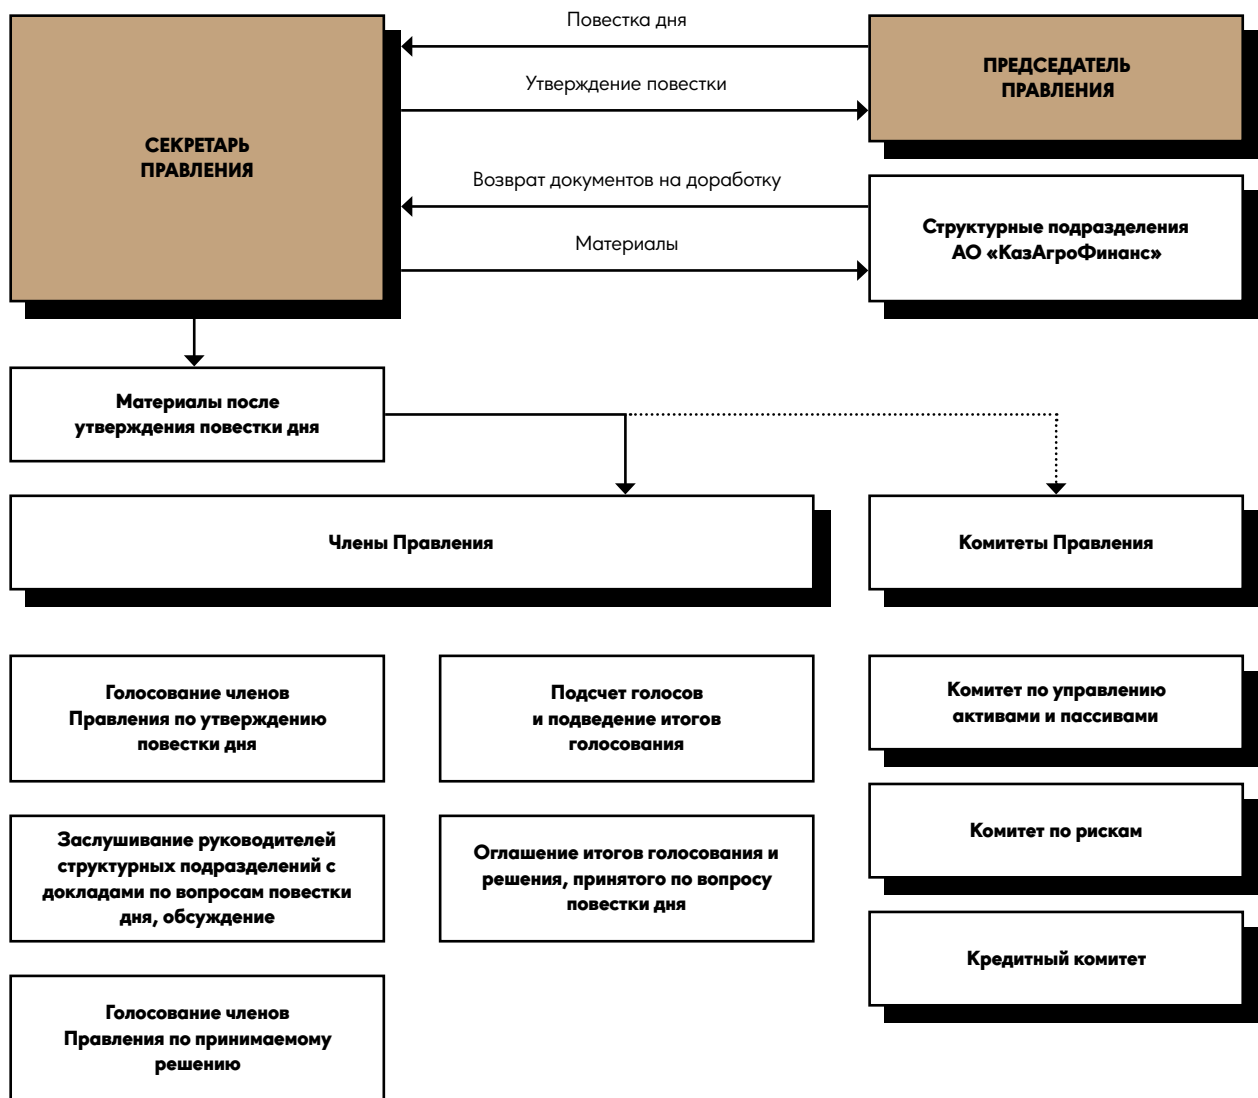 Повестка дня
ПРЕДСЕДАТЕЛЬ
ПРАВЛЕНИЯ
Утверждение повестки
СЕКРЕТАРЬ
ПРАВЛЕНИЯ
Возврат документов на доработку
Структурные подразделения
АО «КазАгроФинанс»
Материалы
Материалы после
утверждения повестки дня
Члены Правления
Комитеты Правления
Голосование членов
Правления по утверждению
повестки дня
Подсчет голосов
и подведение итогов
голосования
Комитет по управлению
активами и пассивами
Заслушивание руководителей
структурных подразделений с
докладами по вопросам повестки
дня, обсуждение
Оглашение итогов голосования и
решения, принятого по вопросу
повестки дня
Комитет по рискам
Кредитный комитет
Голосование членов
Правления по принимаемому
решению